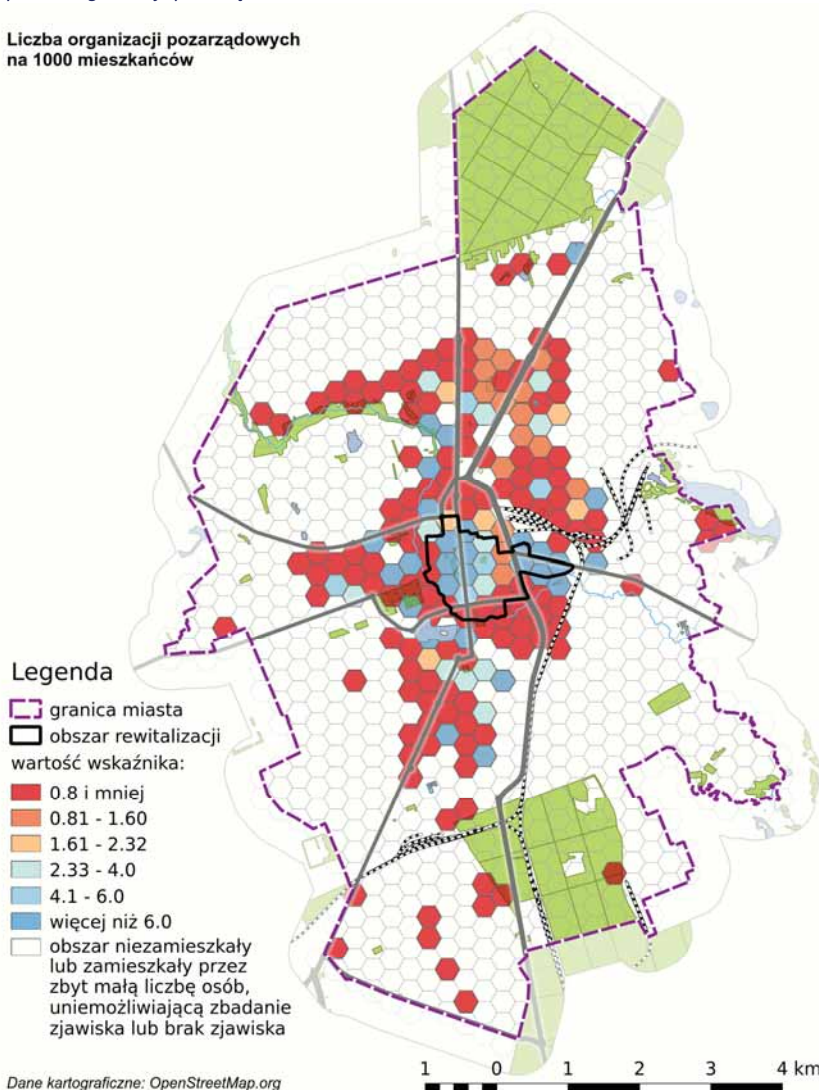 Liczba organizacji pozarządowych
na 1000 mieszkańców
Legenda
granica miasta
obszar rewitalizacji
wartość wskaźnika:
0.8 i mniej
0.81 - 1.60
1.61 - 2.32
2.33 - 4.0
4.1 - 6.0
więcej niż 6.0
obszar niezamieszkały
lub zamieszkały przez
zbyt małą liczbę osób,
uniemożliwiającą zbadanie
zjawiska lub brak zjawiska
Dane kartograficzne: OpenStreetMap.org
1 0 1 2 3 4 km